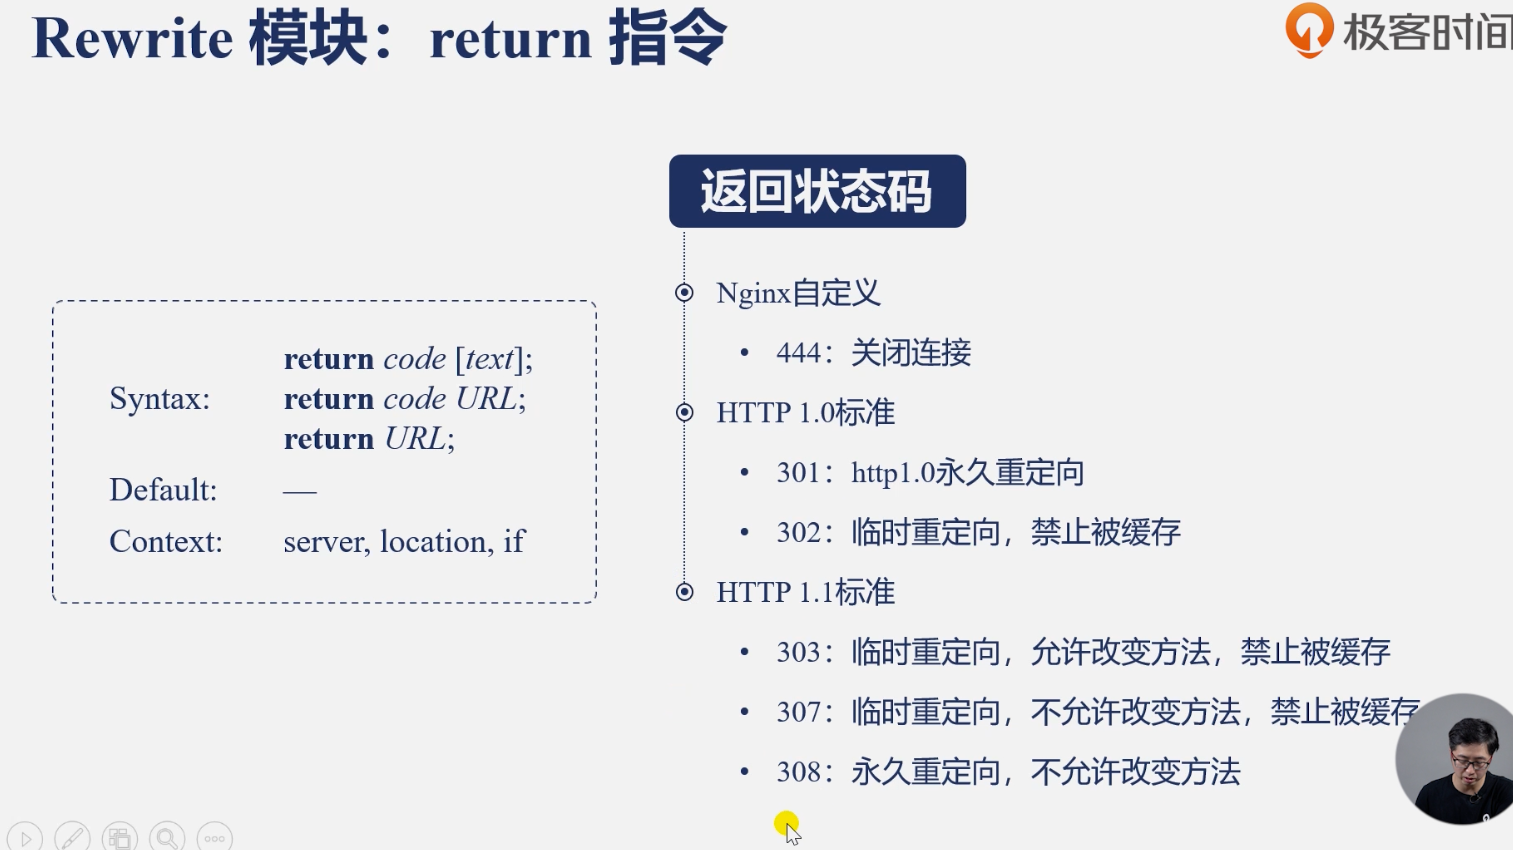 Rewrite 模块：return 指令
极客时间
返回状态码
Nginx自定义
• 444：关闭连接
HTTP 1.0标准
• 301：http1.0永久重定向
• 302：临时重定向，禁止被缓存
HTTP 1.1标准
• 303：临时重定向，允许改变方法，禁止被缓存
• 307：临时重定向，不允许改变方法，禁止被缓存
• 308：永久重定向，不允许改变方法
return code [text];
Syntax: return code URL;
return URL;
Default: —
Context: server, location, if